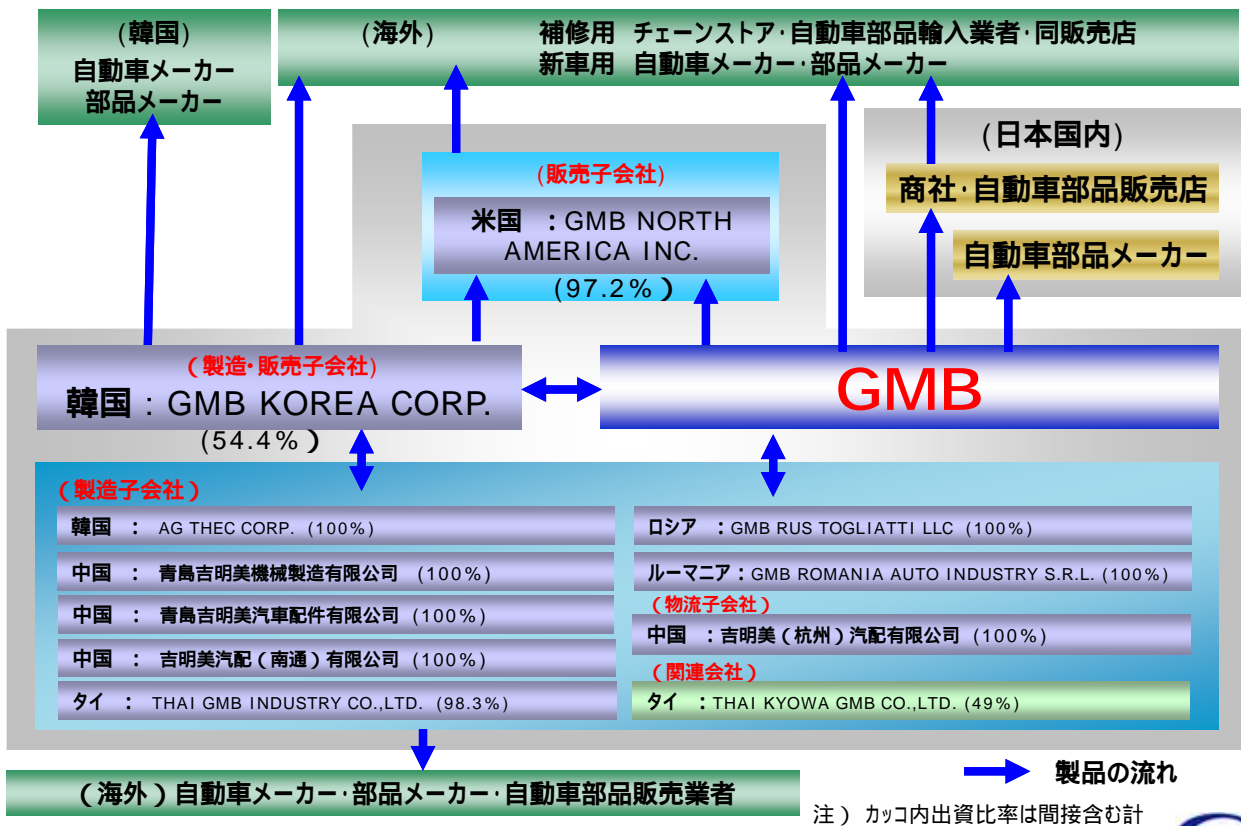 (韓国)
自動車メーカー
部品メーカー
(海外) 補修用 チェーンストア・自動車部品輸入業者・同販売店
新車用 自動車メーカー・部品メーカー
(日本国内)
商社・自動車部品販売店
自動車部品メーカー
(販売子会社)
米国 : GMB NORTH
AMERICA INC.
(97.2%)
(製造・販売子会社)
韓国 : GMB KOREA CORP.
(54.4%)
GMB
(製造子会社)
韓国 : AG THEC CORP. (100%)
中国 : 青島吉明美機械製造有限公司 (100%)
中国 : 青島吉明美汽車配件有限公司 (100%)
中国 : 吉明美汽配(南通)有限公司 (100%)
タイ : THAI GMB INDUSTRY CO.,LTD. (98.3%)
ロシア : GMB RUS TOGLIATTI LLC (100%)
ルーマニア : GMB ROMANIA AUTO INDUSTRY S.R.L. (100%)
(物流子会社)
中国 : 吉明美(杭州)汽配有限公司 (100%)
(関連会社)
タイ : THAI KYOWA GMB CO.,LTD. (49%)
(海外)自動車メーカー・部品メーカー・自動車部品販売業者
製品の流れ
注) カッコ内出資比率は間接含む計